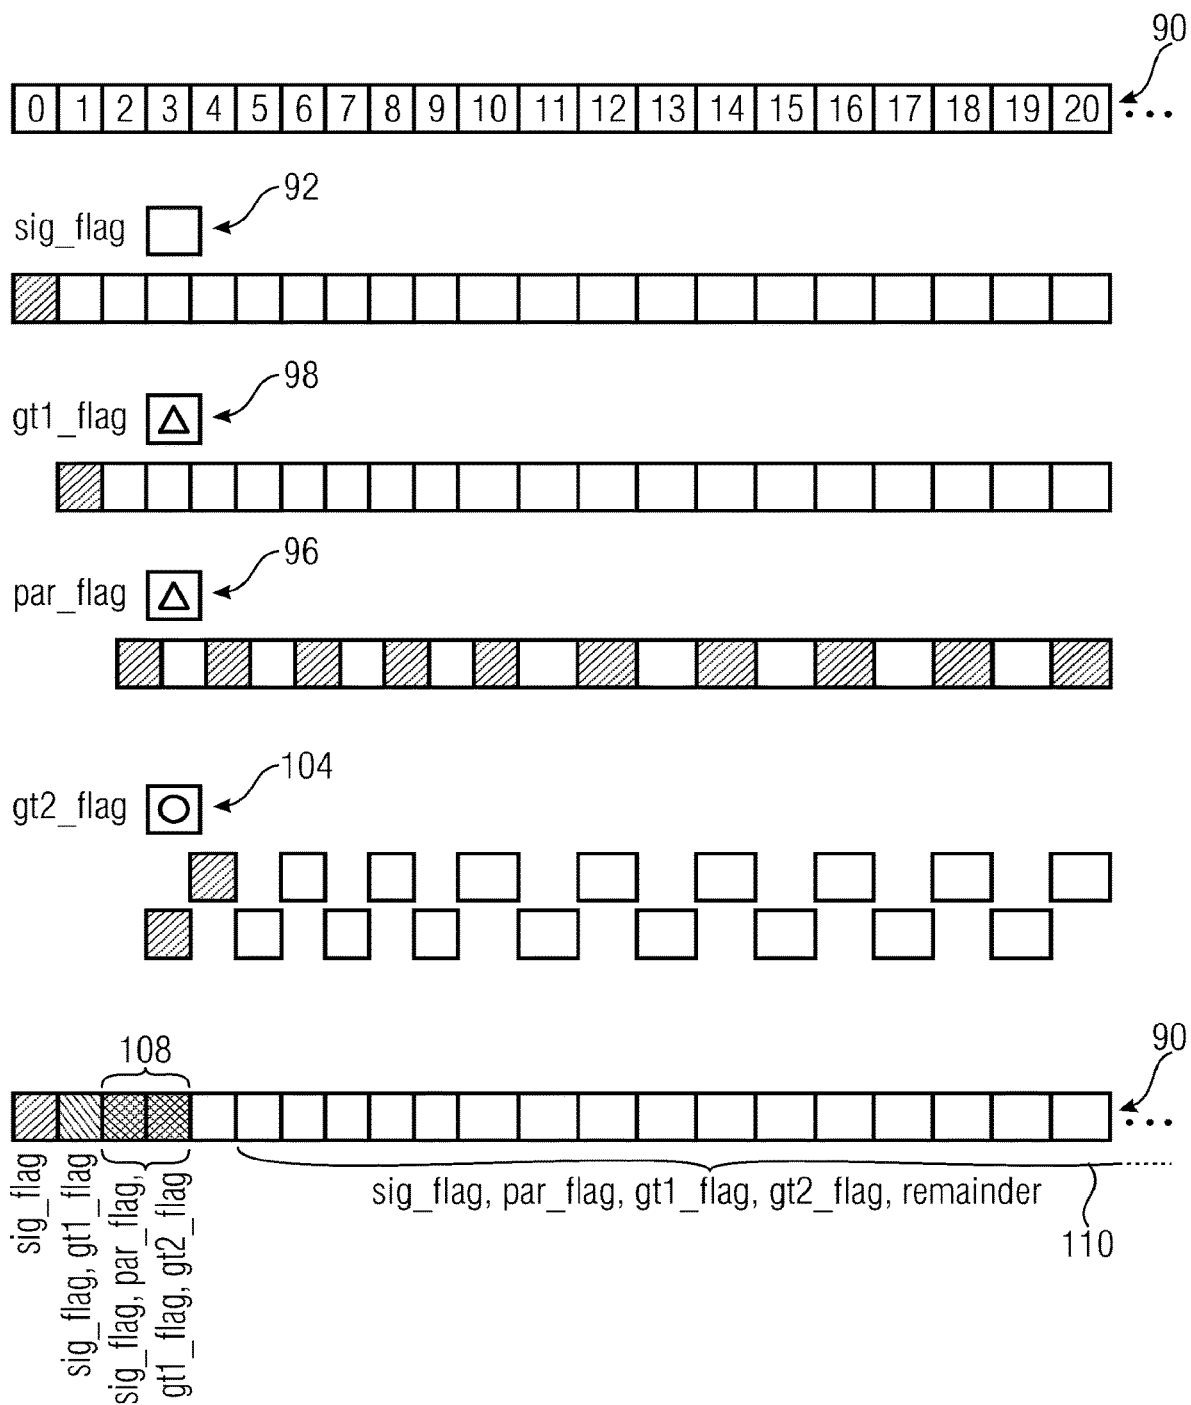 90
0 1 2 3 4 5 6 7 8 9 10 11 12 13 14 15 16 17 18 19 20 ...
92
sig_flag
98
gt1_flag
96
par_flag
104
gt2_flag
108
90
...
sig_flag
sig_flag, gt1_flag
sig_flag, par_flag,
gt1_flag, gt2_flag
sig_flag, par_flag, gt1_flag, gt2_flag, remainder
110